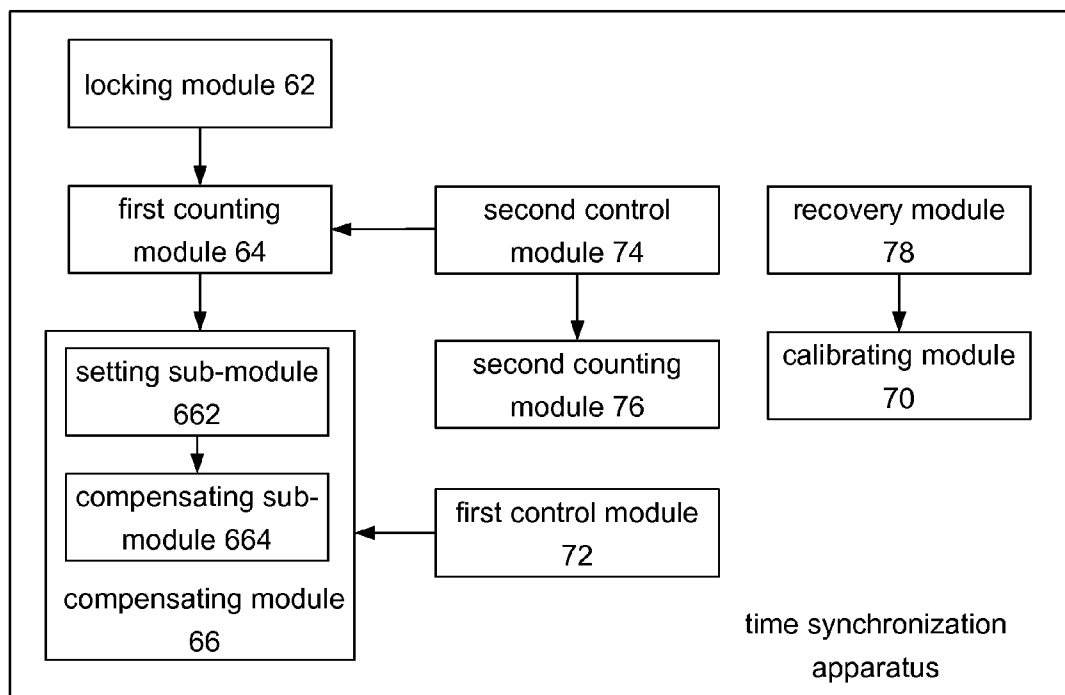 locking module 62
first counting
module 64
second control
module 74
recovery module
78
setting sub-module
662
second counting
module 76
calibrating module
70
compensating sub-
module 664
first control module
72
compensating module
66
time synchronization
apparatus